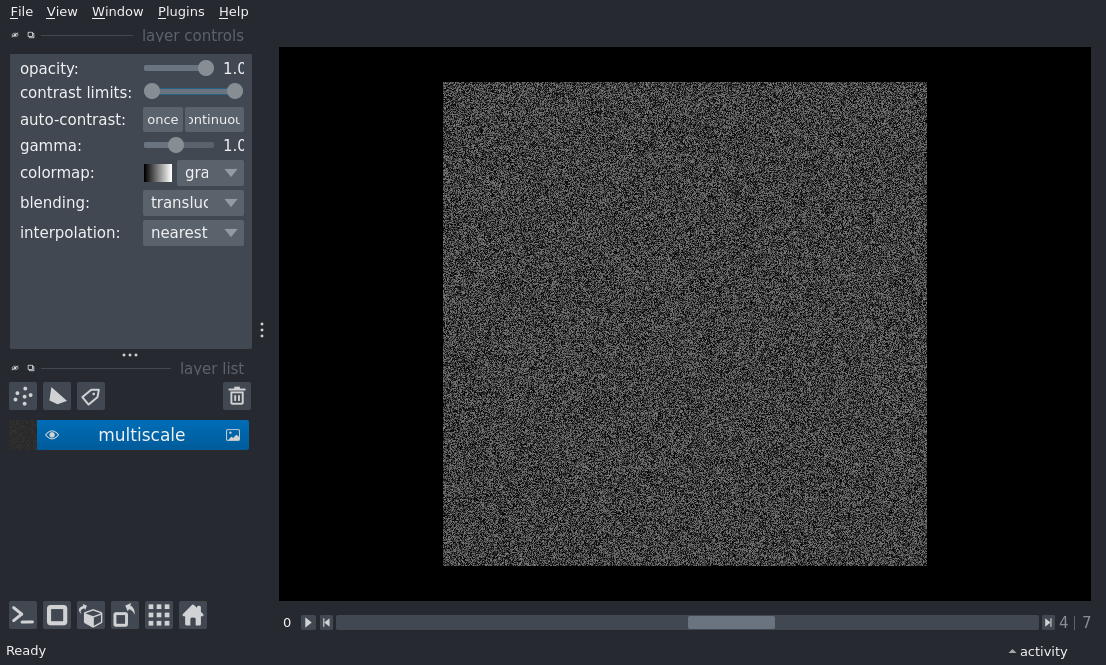 File View Window Plugins Help
layer controls
opacity: 1.0
contrast limits:
auto-contrast: once ontinuou
gamma: 1.0
colormap: gra
blending: transluc
interpolation: nearest
layer list
multiscale
0 4 | 7
Ready activity